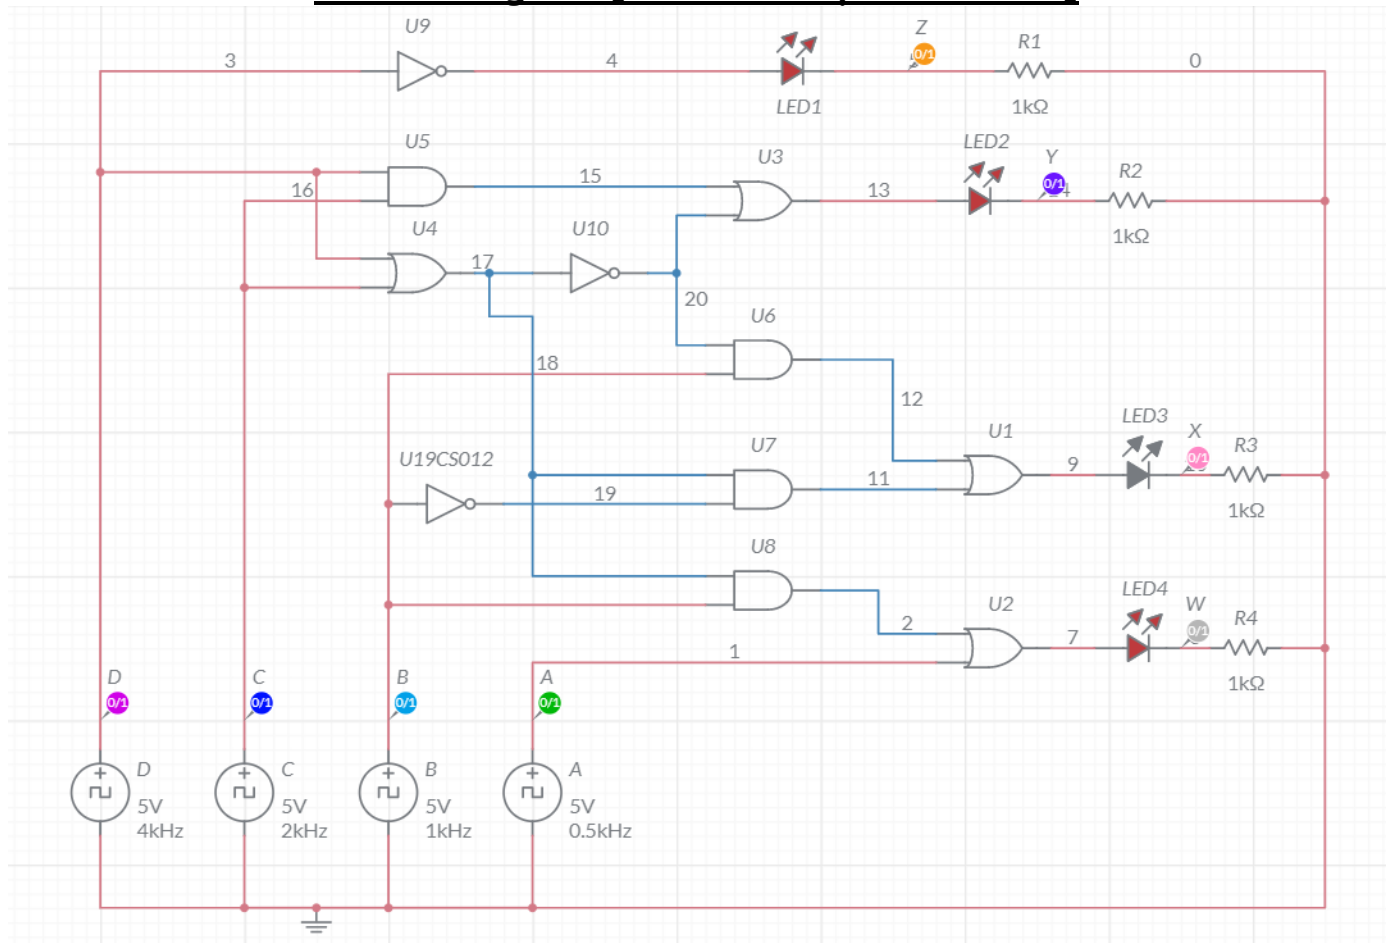 U9
Z
R1
3
4
0/1
0
LED1
1kΩ
U5
LED2
Y
U3
R2
16
15
13
0/1
4
U4
U10
1kΩ
17
20
U6
18
12
LED3
X
U1
R3
U7
U19CS012
9
0/1
11
19
1kΩ
U8
LED4
W
U2
R4
2
7
0/1
1
1kΩ
D
C
B
A
0/1
0/1
0/1
0/1
D
C
B
A
5V
5V
5V
5V
4kHz
2kHz
1kHz
0.5kHz